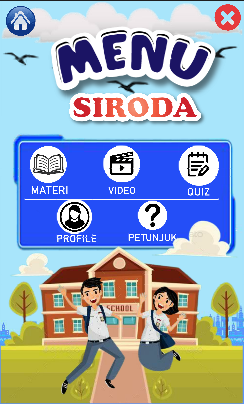 MENU
SIRODA
MATERI VIDEO QUIZ
PROFILE PETUNJUK
SCHOOL